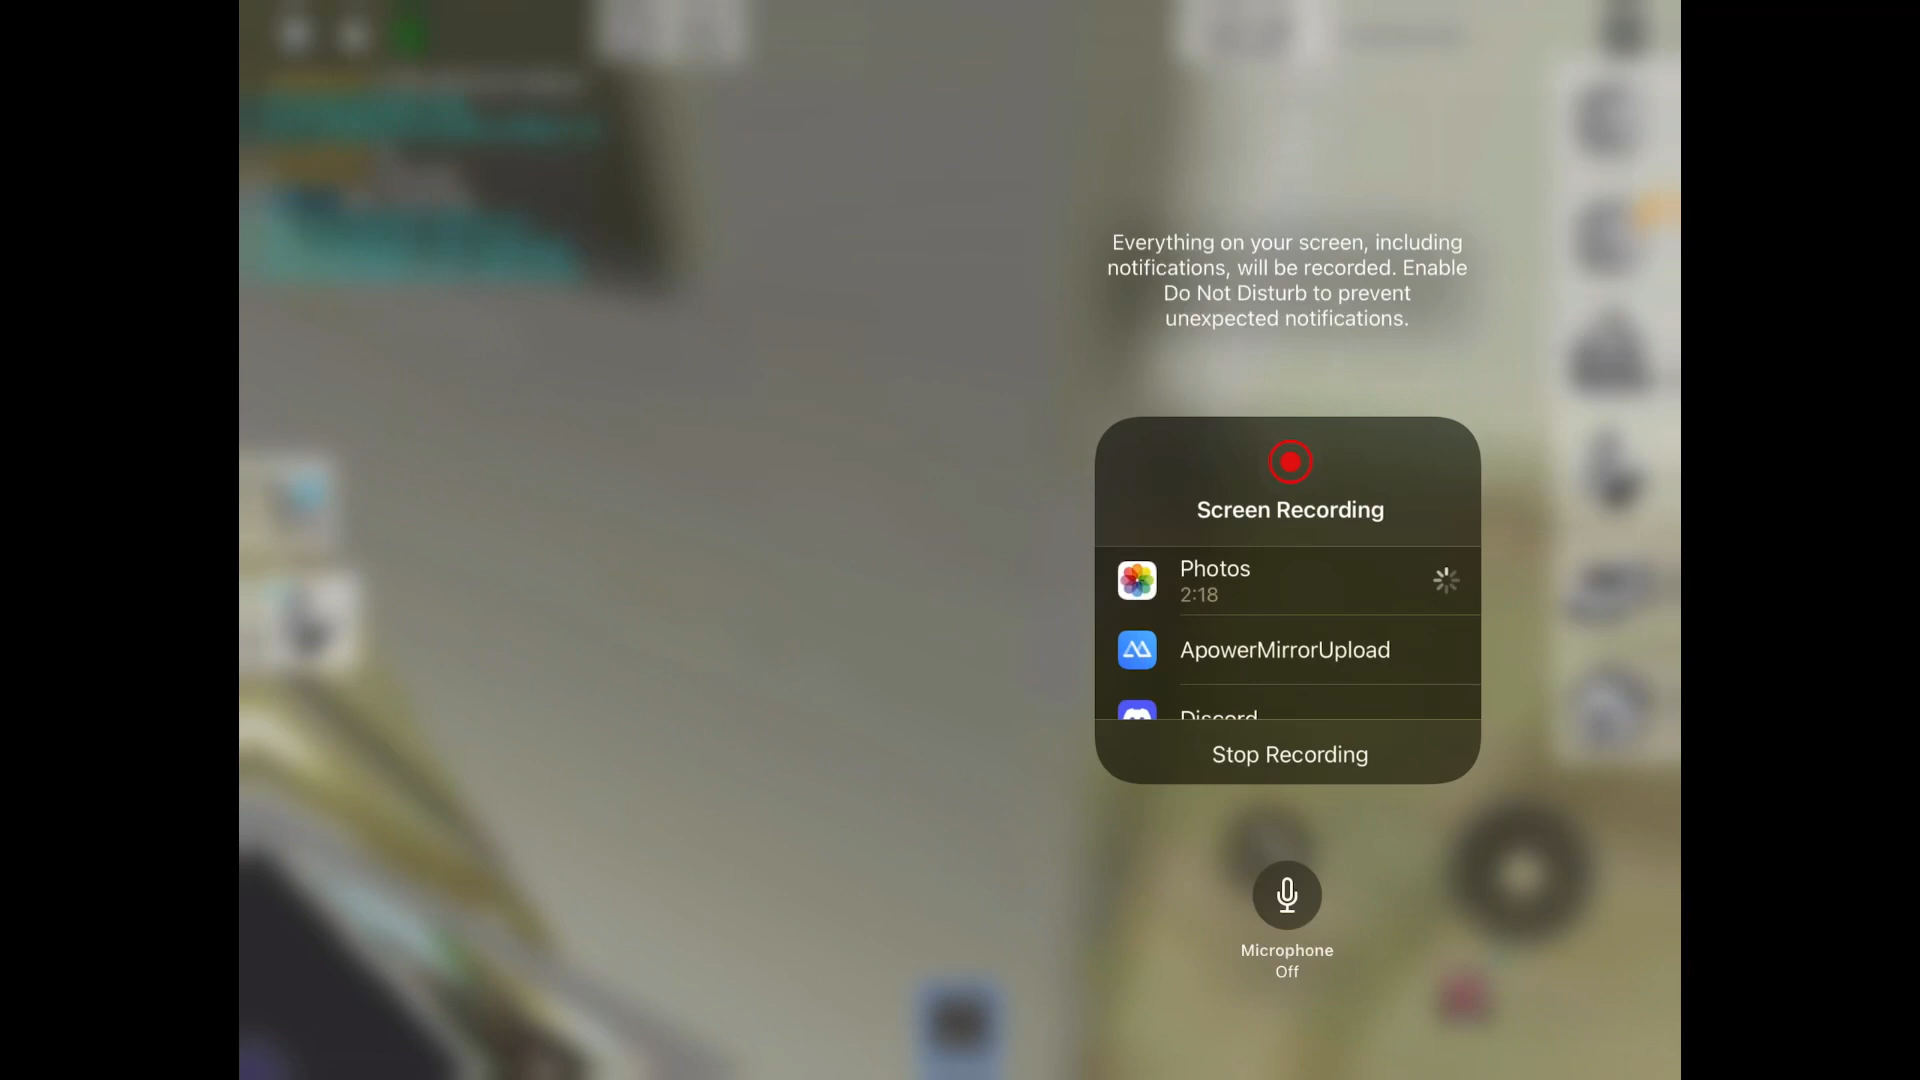 Everything on your screen, including
notifications, will be recorded. Enable
Do Not Disturb to prevent
unexpected notifications.
Screen Recording
Photos
2:18
ApowerMirrorUpload
Discord
Stop Recording
Microphone
Off